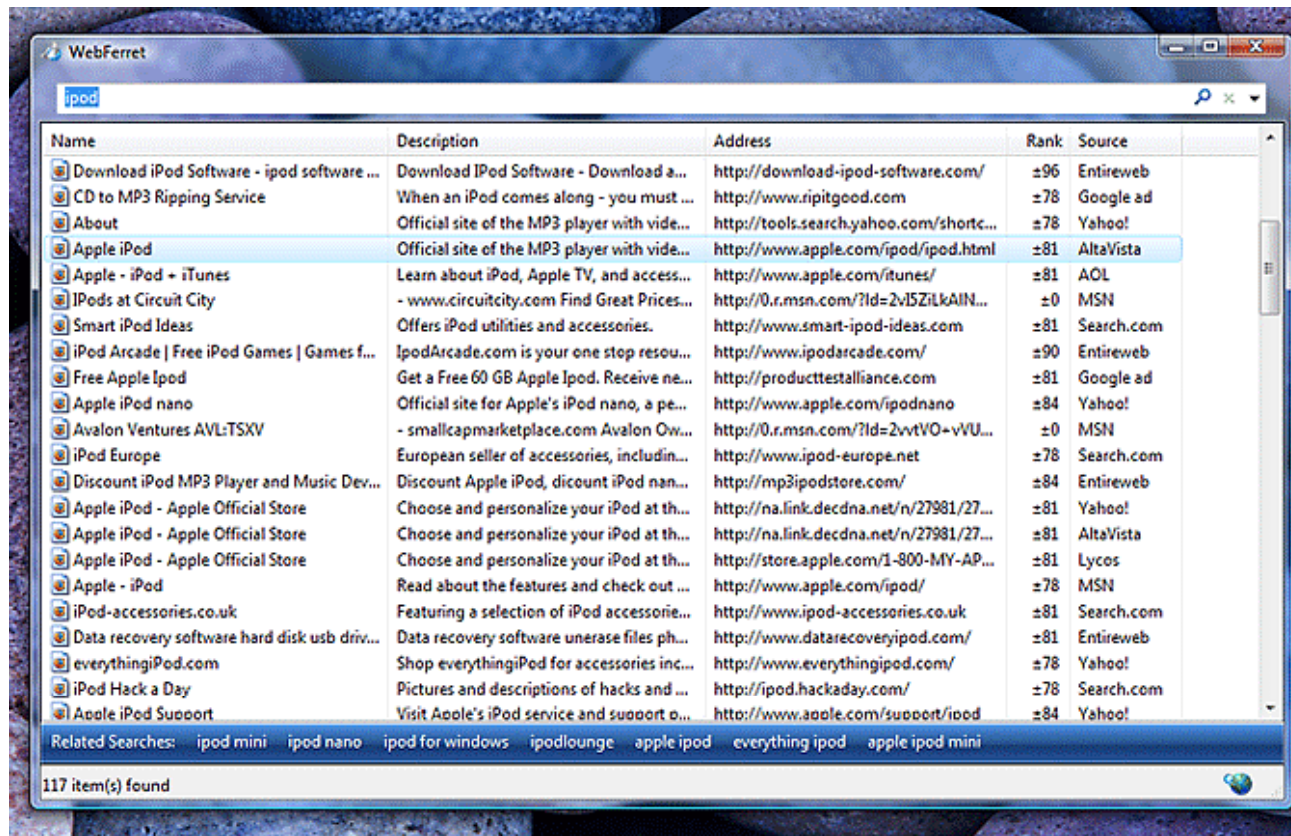 WebFerret
ipod
Name Description Address Rank Source
Download iPod Software - ipod software ... Download IPod Software - Download a... http://download-ipod-software.com/ ±96 Entireweb
CD to MP3 Ripping Service When an iPod comes along - you must ... http://www.ripitgood.com ±78 Google ad
About Official site of the MP3 player with vide... http://tools.search.yahoo.com/shortc... ±78 Yahoo!
Apple iPod Official site of the MP3 player with vide... http://www.apple.com/ipod/ipod.html ±81 AltaVista
Apple - iPod + iTunes Learn about iPod, Apple TV, and access... http://www.apple.com/itunes/ ±81 AOL
IPods at Circuit City - www.circuitcity.com Find Great Prices... http://0.r.msn.com/?ld=2vI5ZiLkAlN... ±0 MSN
Smart iPod Ideas Offers iPod utilities and accessories. http://www.smart-ipod-ideas.com ±81 Search.com
iPod Arcade | Free iPod Games | Games f... IpodArcade.com is your one stop resou... http://www.ipodarcade.com/ ±90 Entireweb
Free Apple Ipod Get a Free 60 GB Apple Ipod. Receive ne... http://producttestalliance.com ±81 Google ad
Apple iPod nano Official site for Apple's iPod nano, a pe... http://www.apple.com/ipodnano ±84 Yahoo!
Avalon Ventures AVL:TSXV - smallcapmarketplace.com Avalon Ow... http://0.r.msn.com/?ld=2vvtVO+vVU... ±0 MSN
iPod Europe European seller of accessories, includin... http://www.ipod-europe.net ±78 Search.com
Discount iPod MP3 Player and Music Dev... Discount Apple iPod, dicount iPod nan... http://mp3ipodstore.com/ ±84 Entireweb
Apple iPod - Apple Official Store Choose and personalize your iPod at th... http://na.link.decdna.net/n/27981/27... ±81 Yahoo!
Apple iPod - Apple Official Store Choose and personalize your iPod at th... http://na.link.decdna.net/n/27981/27... ±81 AltaVista
Apple iPod - Apple Official Store Choose and personalize your iPod at th... http://store.apple.com/1-800-MY-AP... ±81 Lycos
Apple - iPod Read about the features and check out ... http://www.apple.com/ipod/ ±78 MSN
iPod-accessories.co.uk Featuring a selection of iPod accessorie... http://www.ipod-accessories.co.uk ±81 Search.com
Data recovery software hard disk usb driv... Data recovery software unerase files ph... http://www.datarecoveryipod.com/ ±81 Entireweb
everythingiPod.com Shop everythingiPod for accessories inc... http://www.everythingipod.com/ ±78 Yahoo!
iPod Hack a Day Pictures and descriptions of hacks and ... http://ipod.hackaday.com/ ±78 Search.com
Apple iPod Support Visit Apple's iPod service and support p... http://www.apple.com/support/ipod ±84 Yahoo!
Related Searches: ipod mini ipod nano ipod for windows ipodlounge apple ipod everything ipod apple ipod mini
117 item(s) found